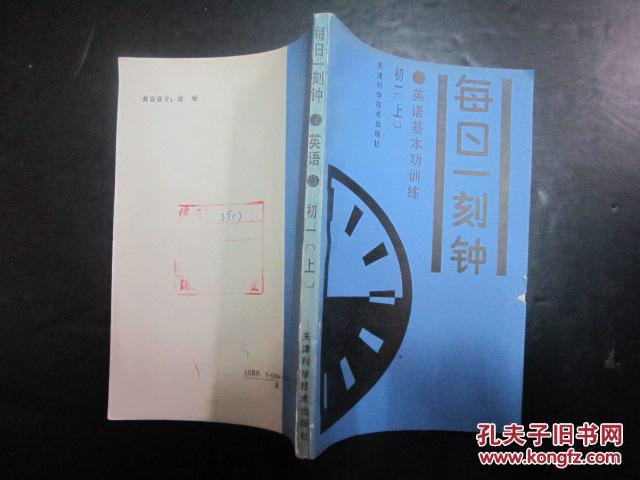 每日一刻钟
英语基本功训练
初一〔上〕
天津科学技术出版社
每日一刻钟 英语 初一〔上〕 天津科学技术出版社
封面设计：
3917
ISBN 7-5308
孔夫子旧书网
www.kongfz.com